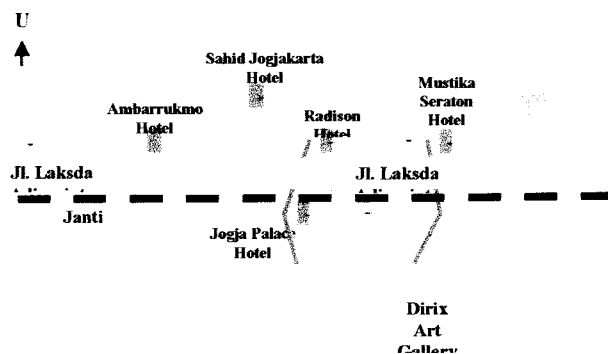 U
Sahid Jogjakarta
Hotel
Mustika
Seraton
Hotel
Ambarrukmo
Hotel
Radison
Hotel
Jl. Laksda
Jl. Laksda
Janti
Jogja Palace
Hotel
Dirix
Art
Gallery